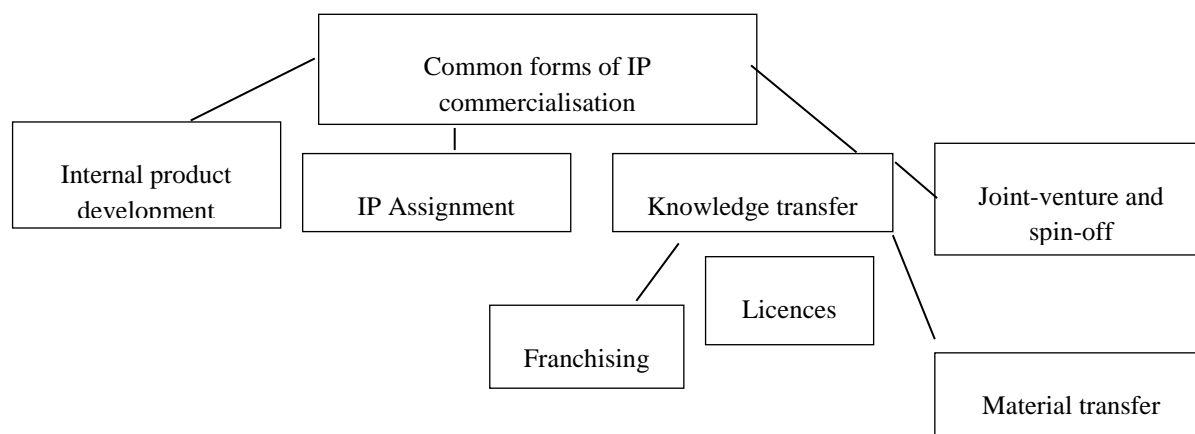 Common forms of IP
commercialisation
Internal product
development
IP Assignment
Knowledge transfer
Joint-venture and
spin-off
Licences
Franchising
Material transfer